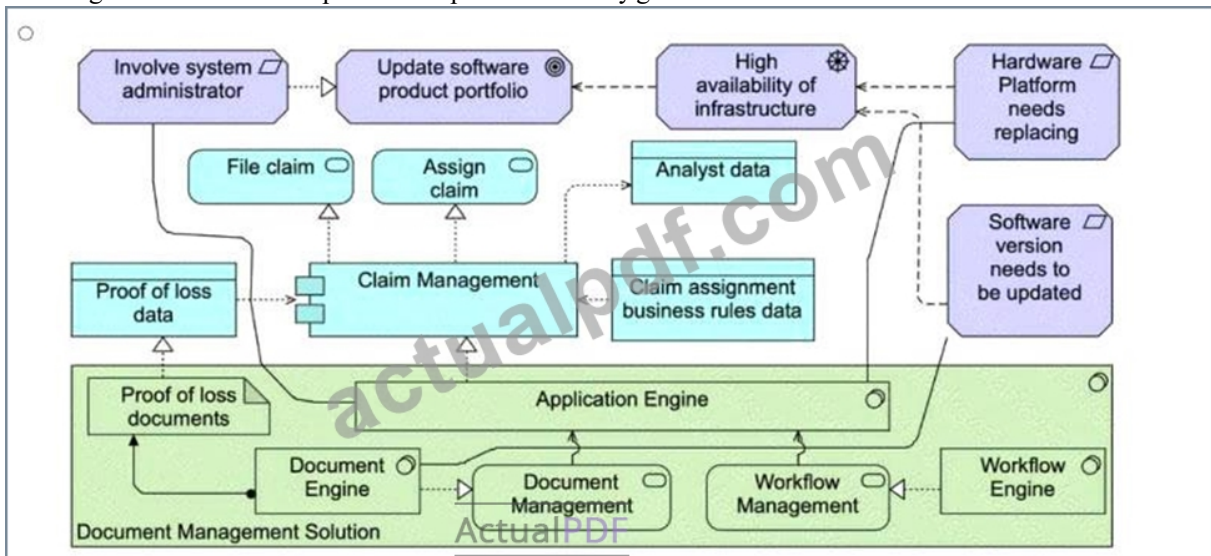 Involve system
administrator
Update software
product portfolio
High
availability of
infrastructure
Hardware
Platform
needs
replacing
File claim
Assign
claim
Analyst data
Software
version
needs to
be updated
Proof of loss
data
Claim Management
Claim assignment
business rules data
Proof of loss
documents
Application Engine
Document
Engine
Document
Management
Workflow
Management
Workflow
Engine
Document Management Solution
ActualPDF
actualpdf.com